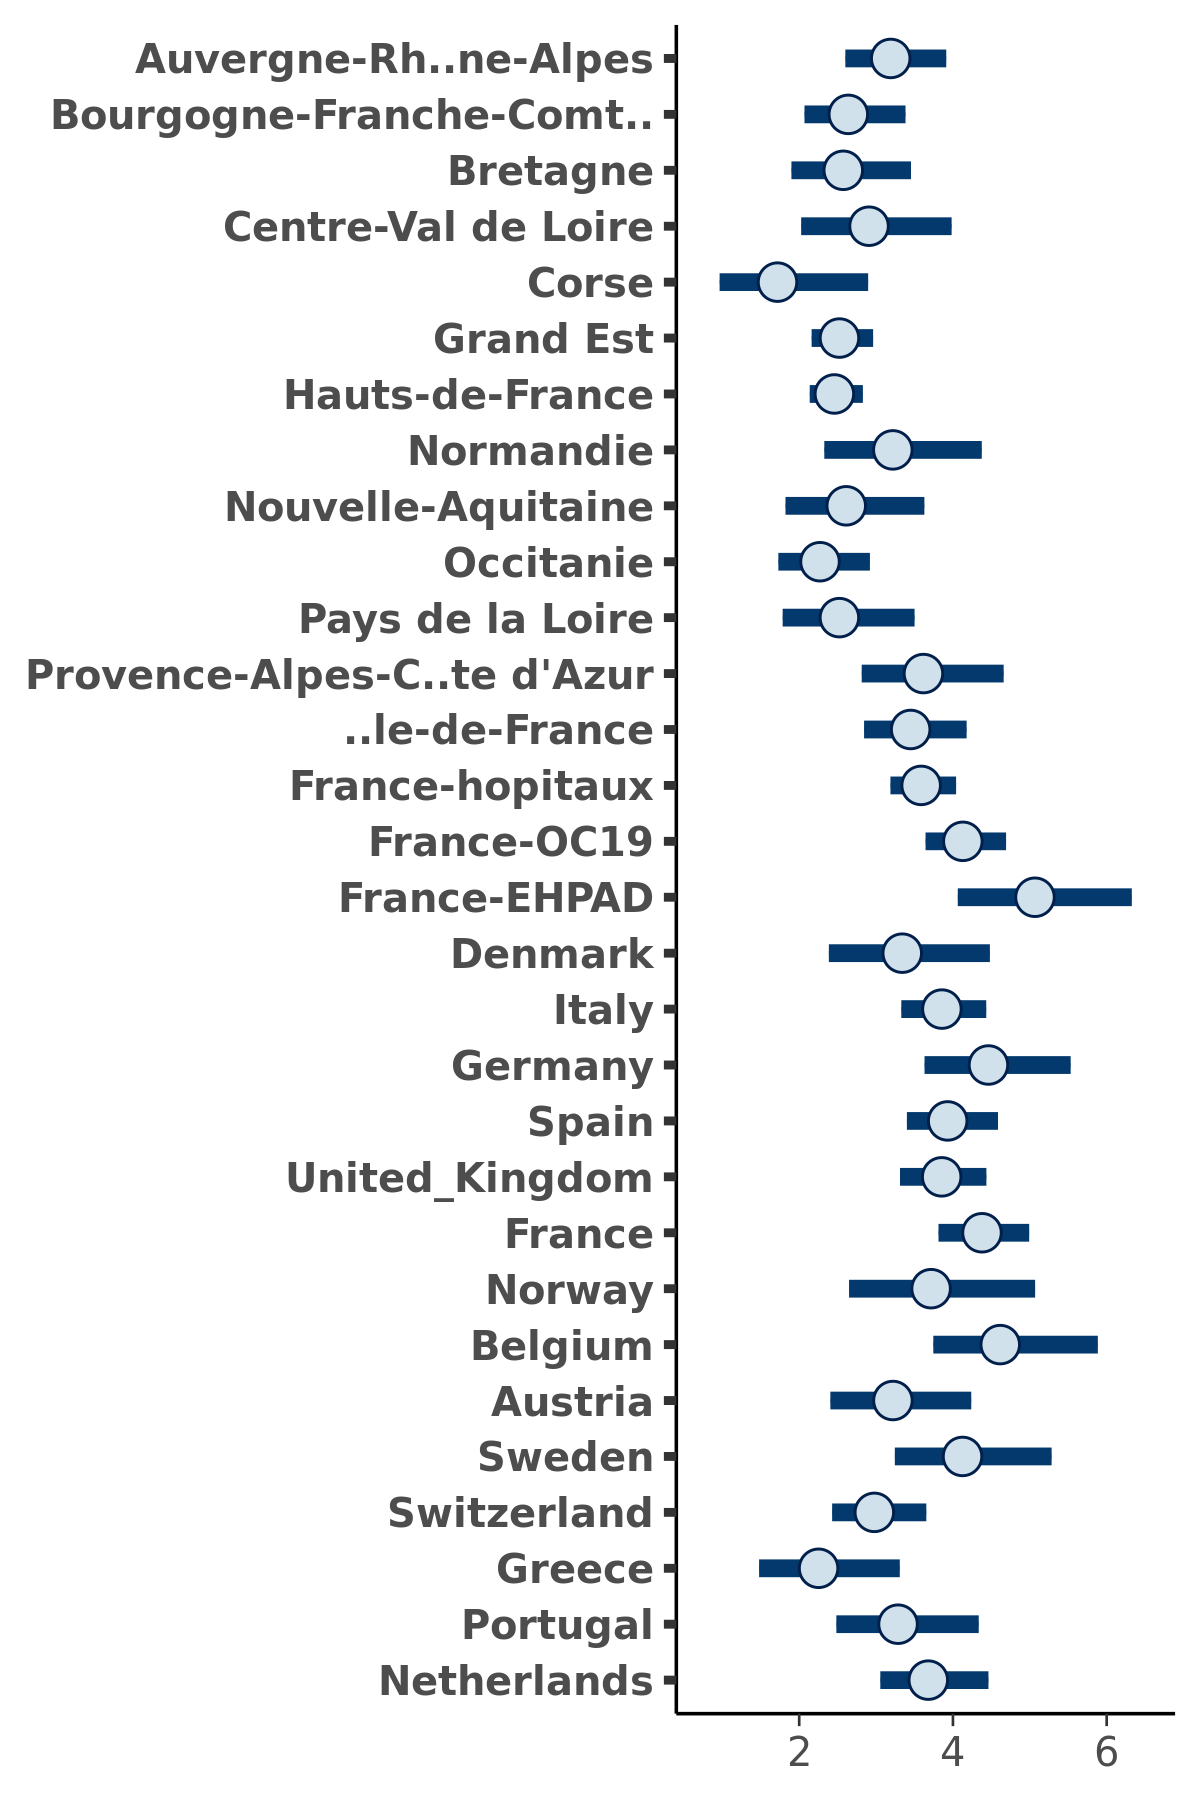 Auvergne-Rh..ne-Alpes
Bourgogne-Franche-Comt..
Bretagne
Centre-Val de Loire
Corse
Grand Est
Hauts-de-France
Normandie
Nouvelle-Aquitaine
Occitanie
Pays de la Loire
Provence-Alpes-C..te d'Azur
..le-de-France
France-hopitaux
France-OC19
France-EHPAD
Denmark
Italy
Germany
Spain
United_Kingdom
France
Norway
Belgium
Austria
Sweden
Switzerland
Greece
Portugal
Netherlands
2 4 6